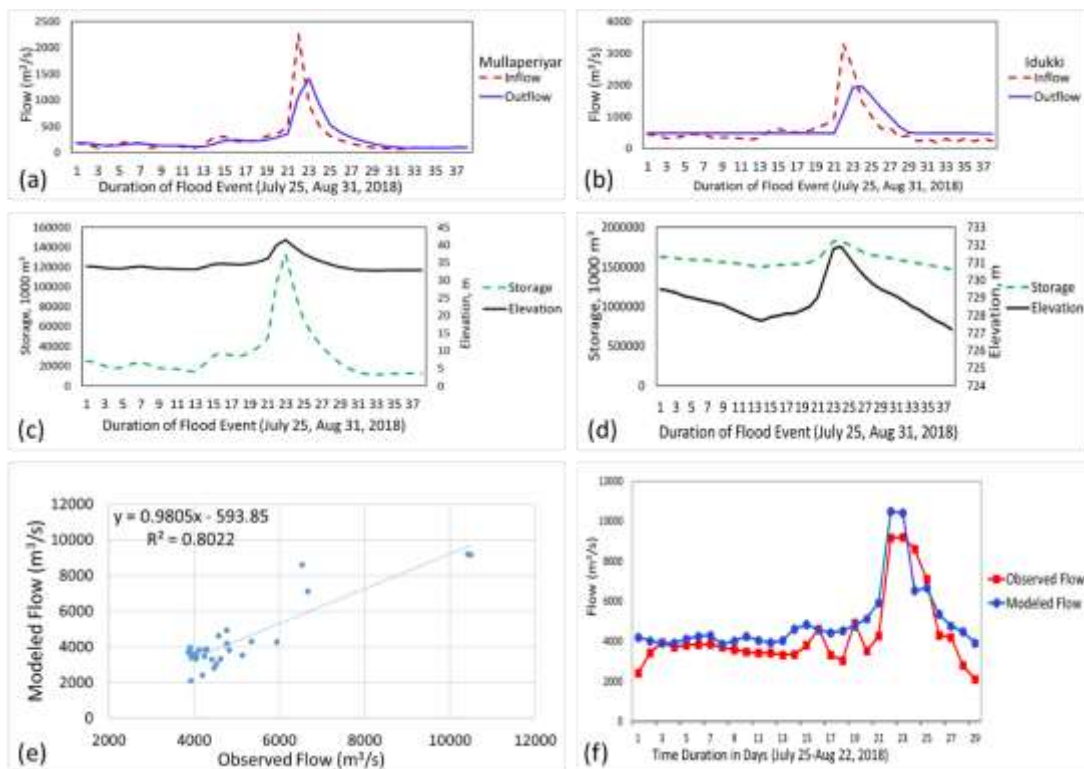 Flow (m³/s)
2500
2000
1500
1000
500
0
Mullaperiyar
Inflow
Outflow
1 3 5 7 9 11 13 15 17 19 21 23 25 27 29 31 33 35 37
(a)
Duration of Flood Event (July 25, Aug 31, 2018)
Flow (m³/s)
4000
3000
2000
1000
0
Idukki
Inflow
Outflow
1 3 5 7 9 11 13 15 17 19 21 23 25 27 29 31 33 35 37
(b)
Duration of Flood Event (July 25, Aug 31, 2018)
Storage, 1000 m³
160000
140000
120000
100000
80000
60000
40000
20000
0
45
40
35
30
25
20
15
10
5
0
Elevation, m
Storage
Elevation
1 3 5 7 9 11 13 15 17 19 21 23 25 27 29 31 33 35 37
(c)
Duration of Flood Event (July 25, Aug 31, 2018)
Storage, 1000 m³
2000000
1500000
1000000
500000
0
733
732
731
730
729
728
727
726
725
724
Elevation, m
Storage
Elevation
1 3 5 7 9 11 13 15 17 19 21 23 25 27 29 31 33 35 37
(d)
Duration of Flood Event (July 25, Aug 31, 2018)
Modeled Flow (m³/s)
12000
10000
8000
6000
4000
2000
0
y = 0.9805x - 593.85
R² = 0.8022
2000 4000 6000 8000 10000 12000
(e)
Observed Flow (m³/s)
Flow (m³/s)
12000
10000
8000
6000
4000
2000
0
Observed Flow
Modeled Flow
1 3 5 7 9 11 13 15 17 19 21 23 25 27 29
(f)
Time Duration in Days (July 25-Aug 22, 2018)